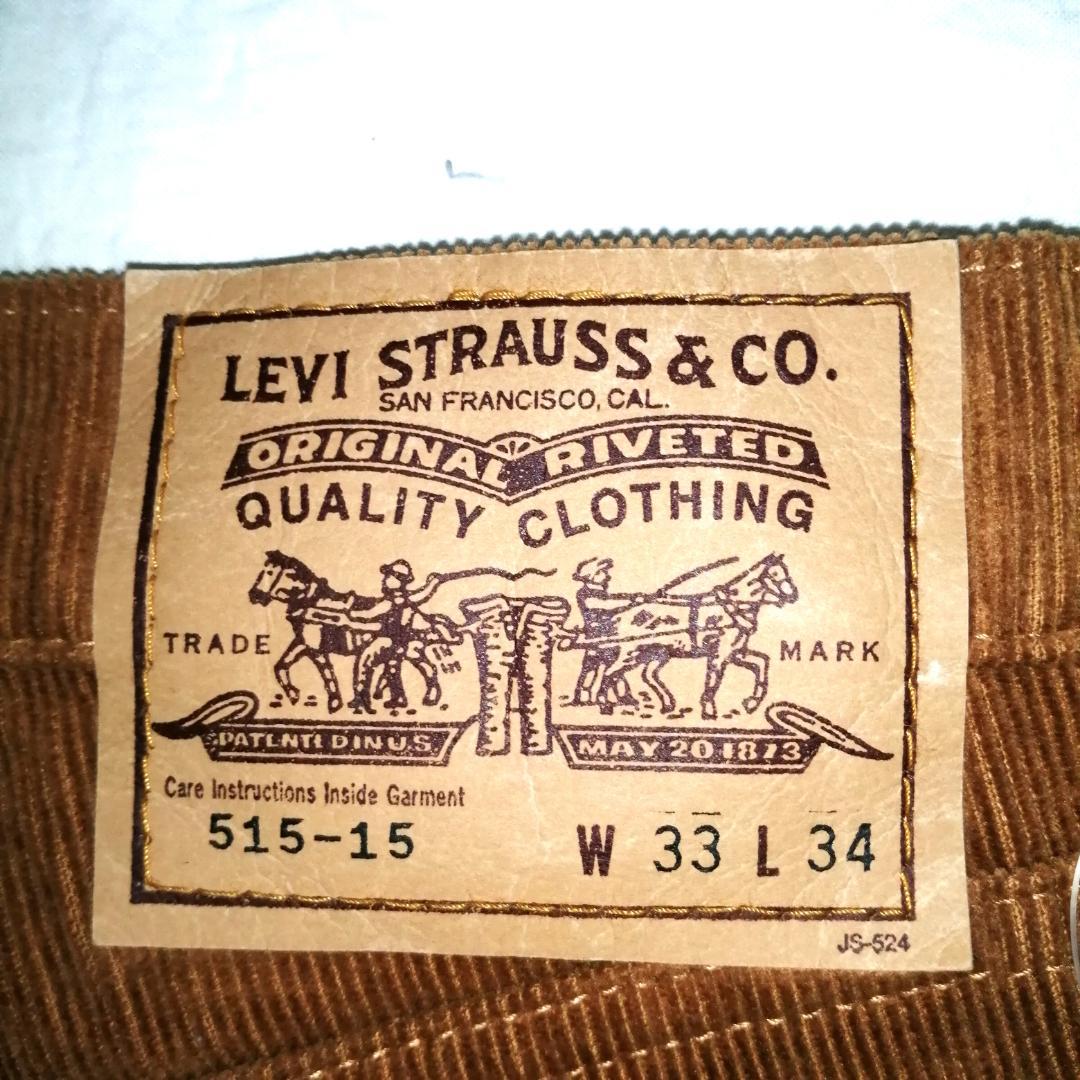 LEVI STRAUSS & CO.
SAN FRANCISCO, CAL.
ORIGINAL RIVETED
QUALITY CLOTHING
TRADE MARK
PATENTED IN U.S. MAY 20 1873
Care Instructions Inside Garment
515-15 W 33 L 34
JS-524